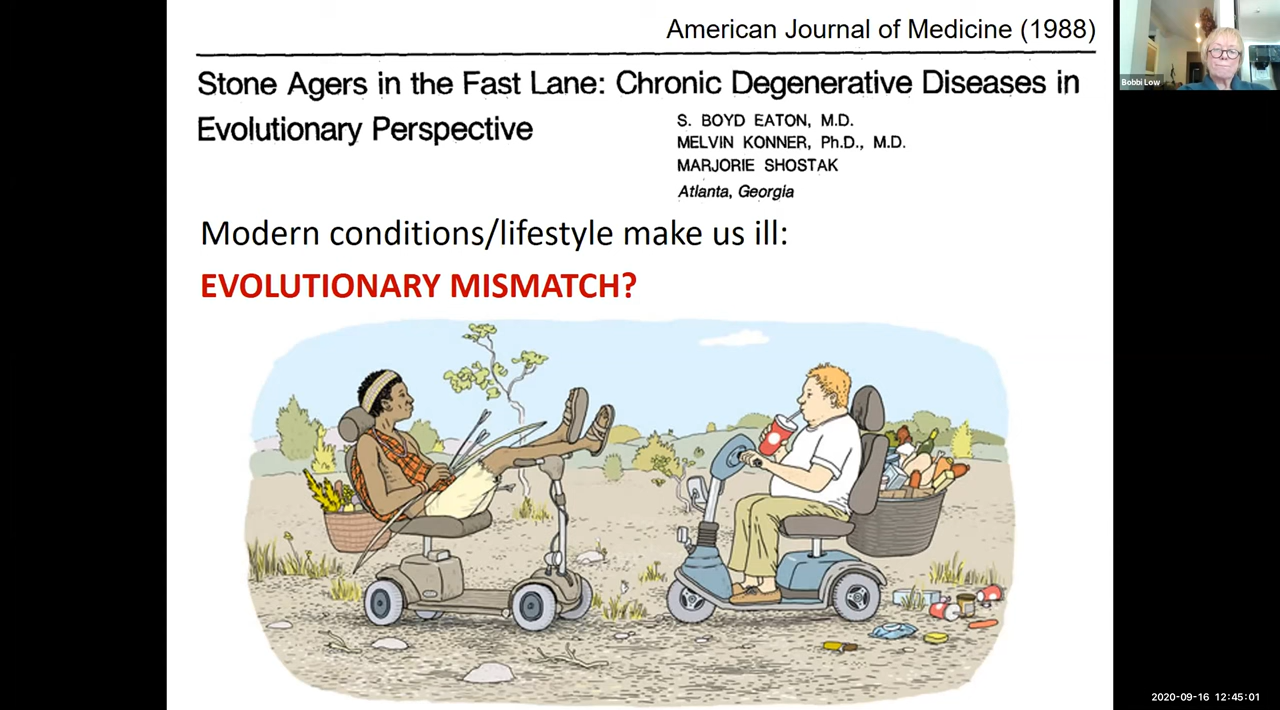 American Journal of Medicine (1988)
Stone Agers in the Fast Lane: Chronic Degenerative Diseases in
Evolutionary Perspective
S. BOYD EATON, M.D.
MELVIN KONNER, Ph.D., M.D.
MARJORIE SHOSTAK
Atlanta, Georgia
Modern conditions/lifestyle make us ill:
EVOLUTIONARY MISMATCH?
Bobbi Low
2020-09-16 12:45:01